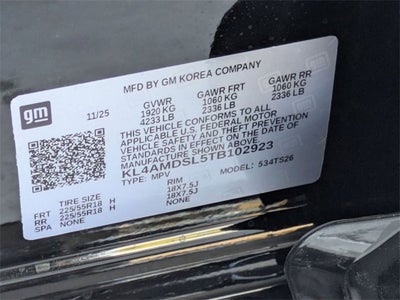 MFD BY GM KOREA COMPANY
gm
11/25 GVWR GAWR FRT GAWR RR
1920 KG 1060 KG 1060 KG
4233 LB 2336 LB 2336 LB
THIS VEHICLE CONFORMS TO ALL
APPLICABLE U.S. FEDERAL MOTOR
VEHICLE SAFETY AND THEFT PREVENTION
STANDARDS IN EFFECT ON THE DATE OF
MANUFACTURE SHOWN ABOVE.
KL4AMDSL5TB102923
TYPE: MPV MODEL: 534TS26
TIRE SIZE RIM
FRT 225/55R18 H 18X7.5J
RR 225/55R18 H 18X7.5J
SPA NONE NONE